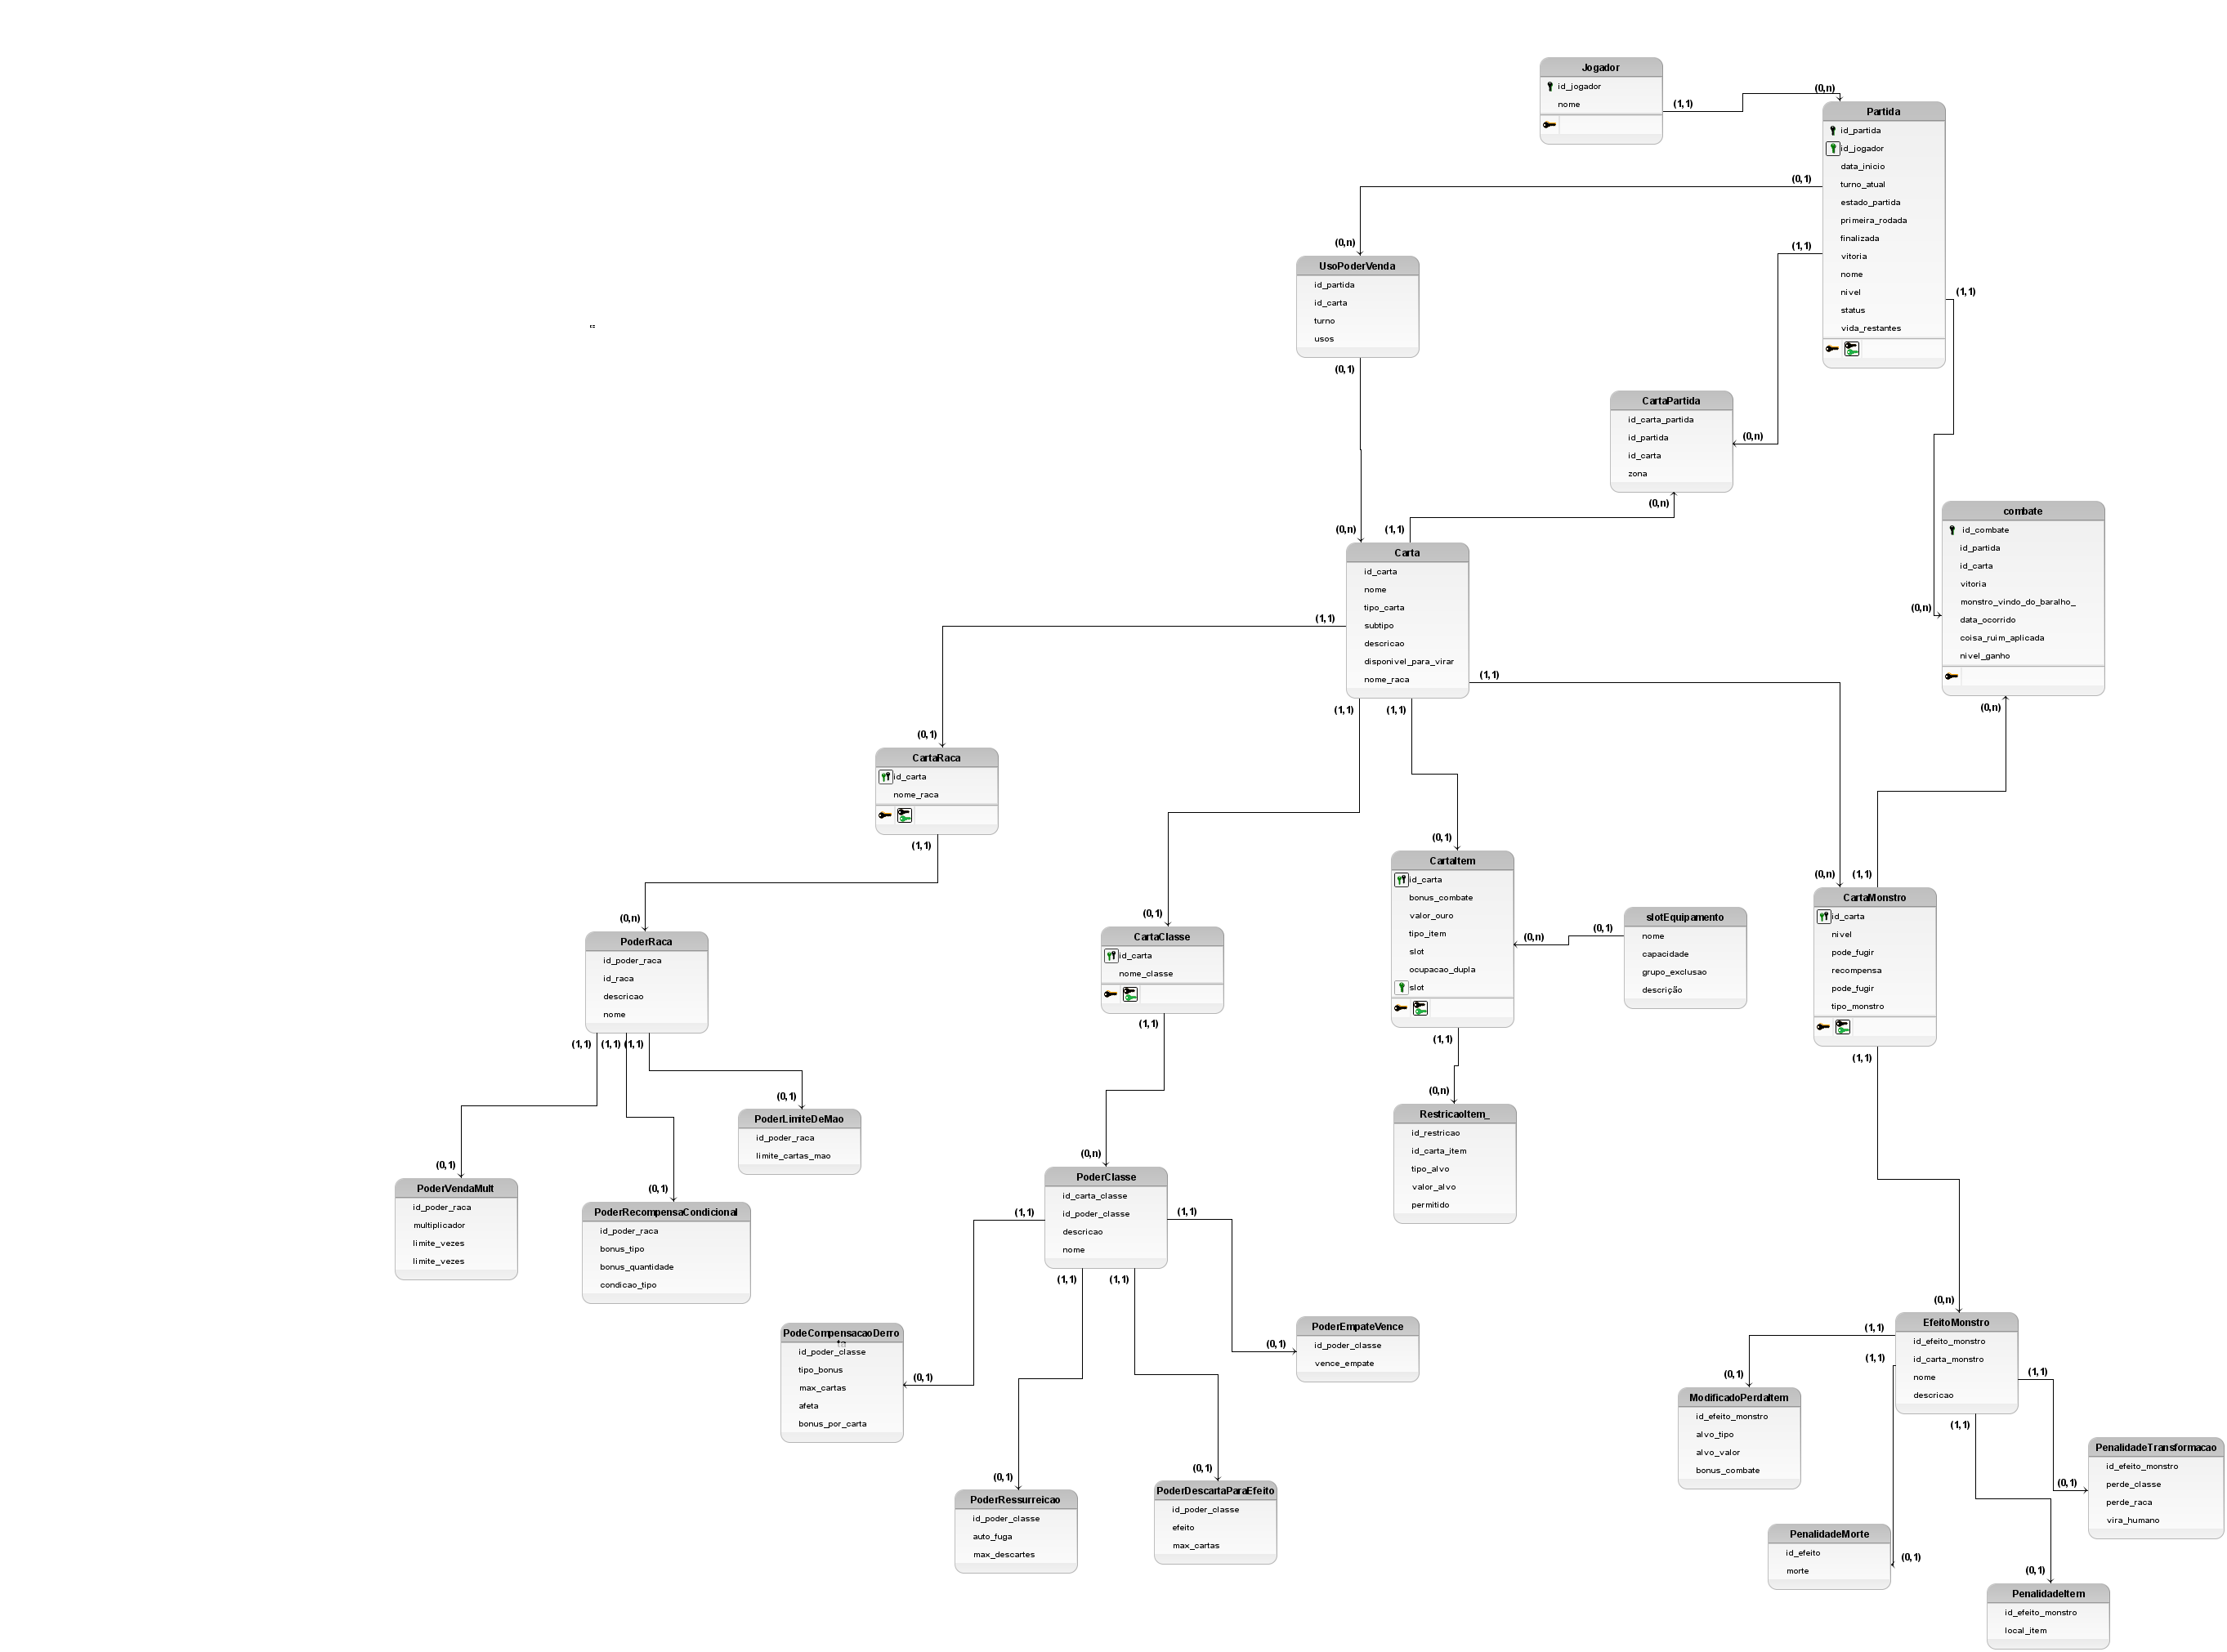 Jogador
id_jogador
nome
(1,1)
(0,n)
Partida
id_partida
id_jogador
data_inicio
turno_atual
estado_partida
primeira_rodada
finalizada
vitoria
nome
nivel
status
vida_restantes
(0,1)
(1,1)
(1,1)
(0,n)
UsoPoderVenda
id_partida
id_carta
turno
usos
(0,1)
CartaPartida
id_carta_partida
id_partida
id_carta
zona
(0,n)
(0,n)
combate
id_combate
id_partida
id_carta
vitoria
monstro_vindo_do_baralho_
data_ocorrido
coisa_ruim_aplicada
nivel_ganho
(0,n)
(0,n)
(0,n)
(1,1)
Carta
id_carta
nome
tipo_carta
subtipo
descricao
disponivel_para_virar
nome_raca
(1,1)
(1,1)
(1,1)
(1,1)
(0,1)
CartaRaca
id_carta
nome_raca
(1,1)
(0,1)
CartaItem
id_carta
bonus_combate
valor_ouro
tipo_item
slot
ocupacao_dupla
slot
(1,1)
(0,n)
(0,1)
slotEquipamento
nome
capacidade
grupo_exclusao
descrição
(0,n)
(1,1)
CartaMonstro
id_carta
nivel
pode_fugir
recompensa
pode_fugir
tipo_monstro
(1,1)
(0,1)
CartaClasse
id_carta
nome_classe
(1,1)
(0,n)
PoderRaca
id_poder_raca
id_raca
descricao
nome
(1,1)
(1,1)
(1,1)
(0,1)
PoderLimiteDeMao
id_poder_raca
limite_cartas_mao
(0,1)
PoderVendaMult
id_poder_raca
multiplicador
limite_vezes
limite_vezes
(0,1)
PoderRecompensaCondicional
id_poder_raca
bonus_tipo
bonus_quantidade
condicao_tipo
(0,n)
RestricaoItem_
id_restricao
id_carta_item
tipo_alvo
valor_alvo
permitido
(0,n)
PoderClasse
id_carta_classe
id_poder_classe
descricao
nome
(1,1)
(1,1)
(1,1)
(1,1)
(0,1)
PodeCompensacaoDerro
ta
id_poder_classe
tipo_bonus
max_cartas
afeta
bonus_por_carta
(0,1)
PoderEmpateVence
id_poder_classe
vence_empate
(0,1)
PoderRessurreicao
id_poder_classe
auto_fuga
max_descartes
(0,1)
PoderDescartaParaEfeito
id_poder_classe
efeito
max_cartas
(0,n)
EfeitoMonstro
id_efeito_monstro
id_carta_monstro
nome
descricao
(1,1)
(1,1)
(1,1)
(1,1)
(0,1)
ModificadoPerdaItem
id_efeito_monstro
alvo_tipo
alvo_valor
bonus_combate
(0,1)
PenalidadeTransformacao
id_efeito_monstro
perde_classe
perde_raca
vira_humano
(0,1)
PenalidadeMorte
id_efeito
morte
(0,1)
PenalidadeItem
id_efeito_monstro
local_item